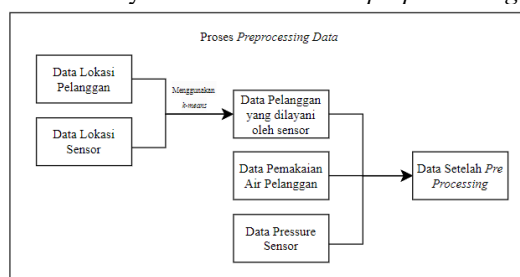 Proses Preprocessing Data
Data Lokasi
Pelanggan
Menggunakan
k-means
Data Lokasi
Sensor
Data Pelanggan
yang dilayani
oleh sensor
Data Pemakaian
Air Pelanggan
Data Pressure
Sensor
Data Setelah Pre
Processing